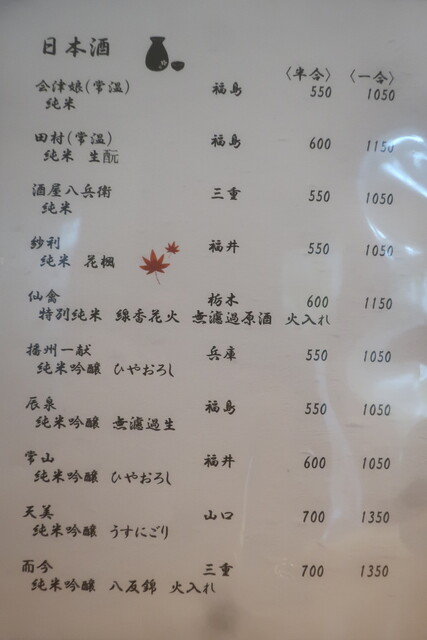 日本酒
〈半合〉 〈一合〉
会津娘(常温) 福島 550 1050
純米
田村(常温) 福島 600 1150
純米 生酛
酒屋八兵衛 三重 550 1050
純米
紗利 福井 550 1050
純米 花楓
仙禽 栃木 600 1150
特別純米 線香花火 無濾過原酒 火入れ
播州一献 兵庫 550 1050
純米吟醸 ひやおろし
辰泉 福島 550 1050
純米吟醸 無濾過生
常山 福井 600 1050
純米吟醸 ひやおろし
天美 山口 700 1350
純米吟醸 うすにごり
而今 三重 700 1350
純米吟醸 八反錦 火入れ